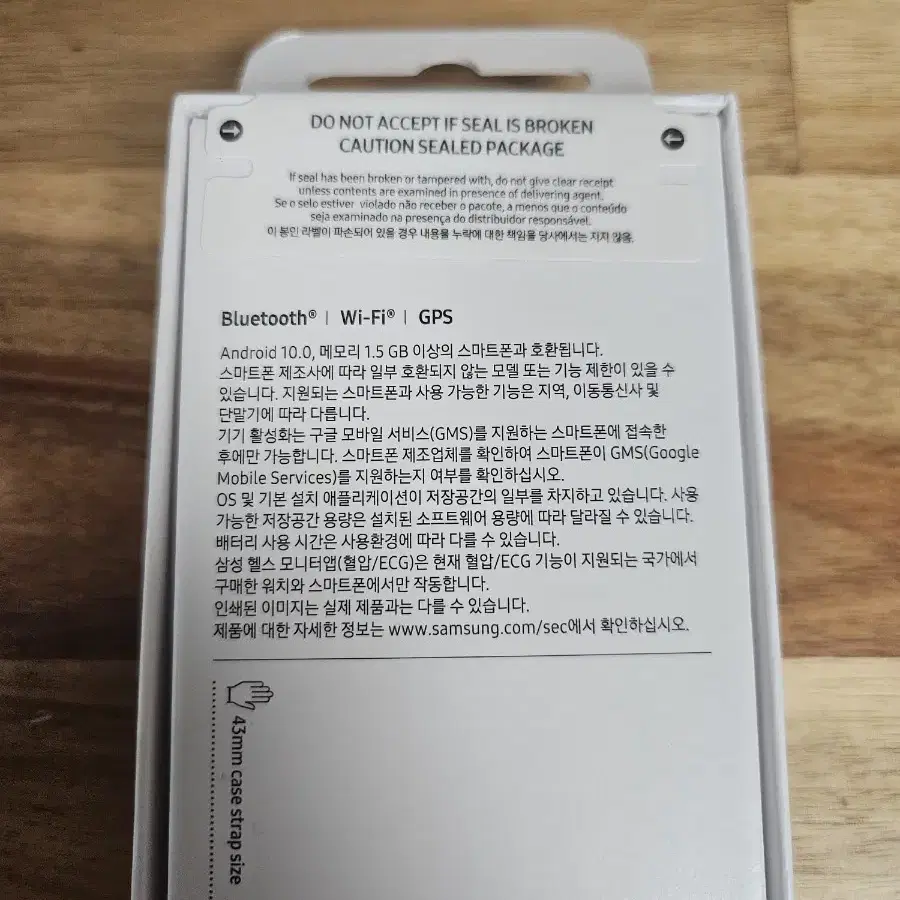 DO NOT ACCEPT IF SEAL IS BROKEN
CAUTION SEALED PACKAGE
If seal has been broken or tampered with, do not give clear receipt
unless contents are examined in presence of delivering agent.
Se o selo estiver violado não receber o pacote, a menos que o conteúdo
seja examinado na presença do distribuidor responsável.
이 봉인 라벨이 파손되어 있을 경우 내용물 누락에 대한 책임을 당사에서는 지지 않음.
Bluetooth® | Wi-Fi® | GPS
Android 10.0, 메모리 1.5 GB 이상의 스마트폰과 호환됩니다.
스마트폰 제조사에 따라 일부 호환되지 않는 모델 또는 기능 제한이 있을 수
있습니다. 지원되는 스마트폰과 사용 가능한 기능은 지역, 이동통신사 및
단말기에 따라 다릅니다.
기기 활성화는 구글 모바일 서비스(GMS)를 지원하는 스마트폰에 접속한
후에만 가능합니다. 스마트폰 제조업체를 확인하여 스마트폰이 GMS(Google
Mobile Services)를 지원하는지 여부를 확인하십시오.
OS 및 기본 설치 애플리케이션이 저장공간의 일부를 차지하고 있습니다. 사용
가능한 저장공간 용량은 설치된 소프트웨어 용량에 따라 달라질 수 있습니다.
배터리 사용 시간은 사용환경에 따라 다를 수 있습니다.
삼성 헬스 모니터앱(혈압/ECG)은 현재 혈압/ECG 기능이 지원되는 국가에서
구매한 워치와 스마트폰에서만 작동합니다.
인쇄된 이미지는 실제 제품과는 다를 수 있습니다.
제품에 대한 자세한 정보는 www.samsung.com/sec에서 확인하십시오.
43mm case strap size